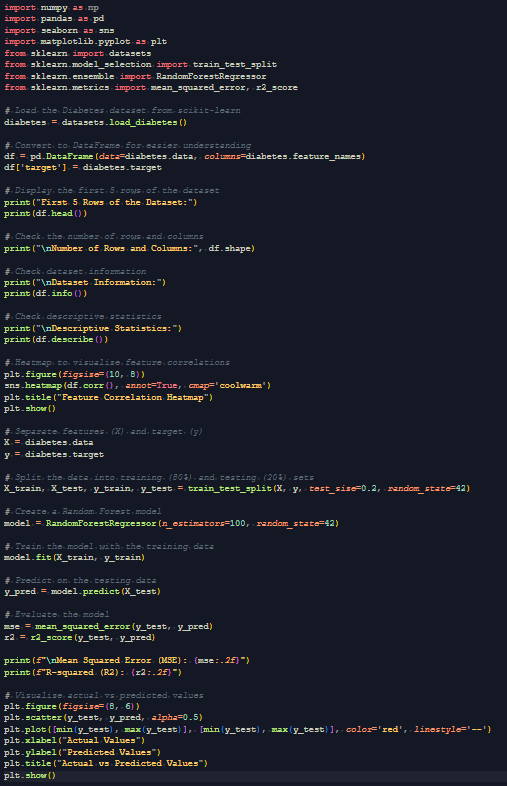 import numpy as np
import pandas as pd
import seaborn as sns
import matplotlib.pyplot as plt
from sklearn import datasets
from sklearn.model_selection import train_test_split
from sklearn.ensemble import RandomForestRegressor
from sklearn.metrics import mean_squared_error, r2_score
# Load the Diabetes dataset from scikit-learn
diabetes = datasets.load_diabetes()
# Convert to DataFrame for easier understanding
df = pd.DataFrame(data=diabetes.data, columns=diabetes.feature_names)
df['target'] = diabetes.target
# Display the first 5 rows of the dataset
print("First 5 Rows of the Dataset:")
print(df.head())
# Check the number of rows and columns
print("\nNumber of Rows and Columns:", df.shape)
# Check dataset information
print("\nDataset Information:")
print(df.info())
# Check descriptive statistics
print("\nDescriptive Statistics:")
print(df.describe())
# Heatmap to visualise feature correlations
plt.figure(figsize=(10, 8))
sns.heatmap(df.corr(), annot=True, cmap='coolwarm')
plt.title("Feature Correlation Heatmap")
plt.show()
# Separate features (X) and target (y)
X = diabetes.data
y = diabetes.target
# Split the data into training (80%) and testing (20%) sets
X_train, X_test, y_train, y_test = train_test_split(X, y, test_size=0.2, random_state=42)
# Create a Random Forest model
model = RandomForestRegressor(n_estimators=100, random_state=42)
# Train the model with the training data
model.fit(X_train, y_train)
# Predict on the testing data
y_pred = model.predict(X_test)
# Evaluate the model
mse = mean_squared_error(y_test, y_pred)
r2 = r2_score(y_test, y_pred)
print(f"\nMean Squared Error (MSE): {mse:.2f}")
print(f"R-squared (R2): {r2:.2f}")
# Visualise actual vs predicted values
plt.figure(figsize=(8, 6))
plt.scatter(y_test, y_pred, alpha=0.5)
plt.plot([min(y_test), max(y_test)], [min(y_test), max(y_test)], color='red', linestyle='--')
plt.xlabel("Actual Values")
plt.ylabel("Predicted Values")
plt.title("Actual vs Predicted Values")
plt.show()